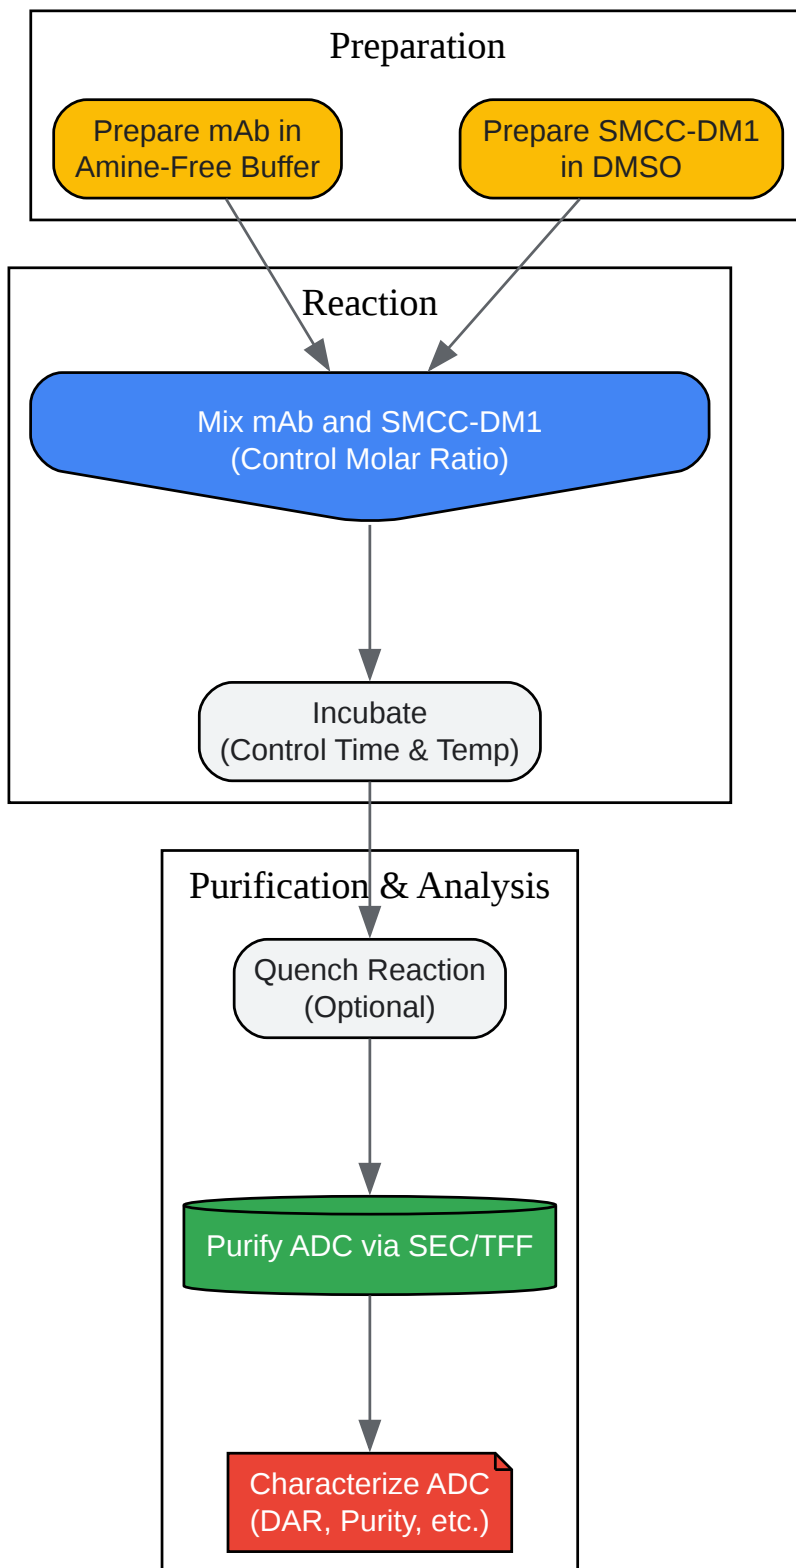 Preparation
Prepare mAb in
Amine-Free Buffer
Prepare SMCC-DM1
in DMSO
Reaction
Mix mAb and SMCC-DM1
(Control Molar Ratio)
Incubate
(Control Time & Temp)
Purification & Analysis
Quench Reaction
(Optional)
Purify ADC via SEC/TFF
Characterize ADC
(DAR, Purity, etc.)